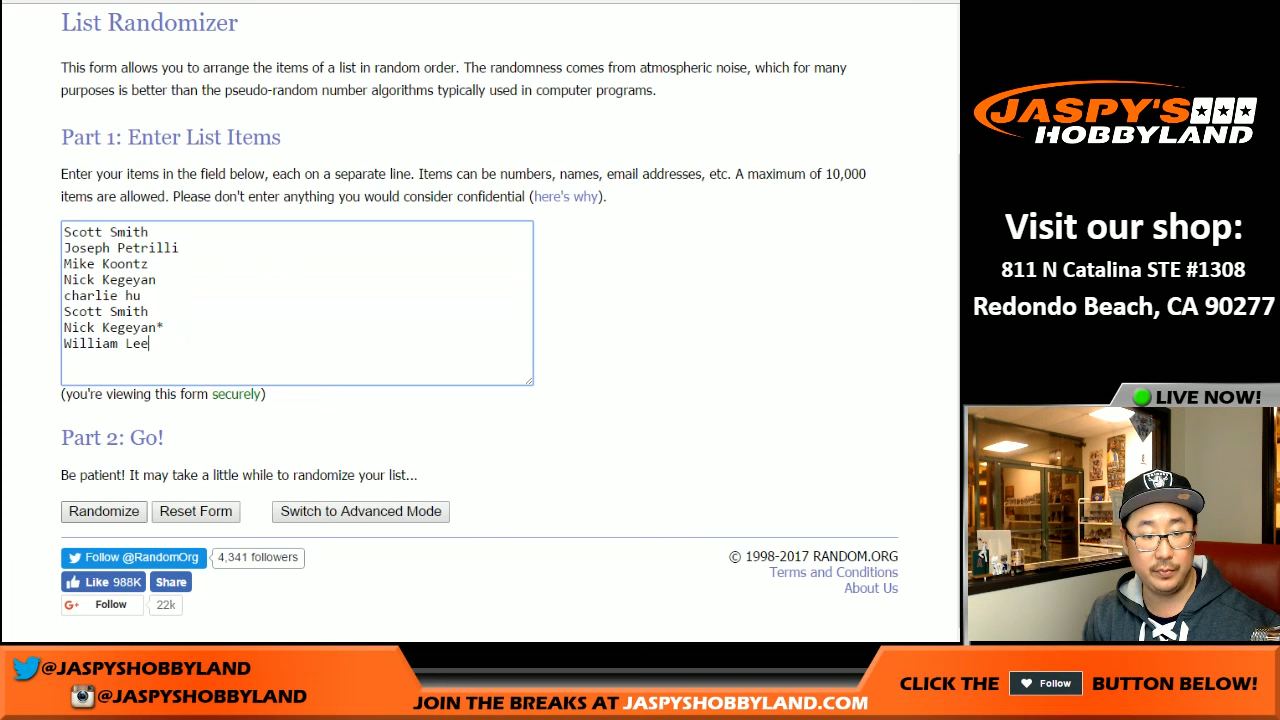 List Randomizer
This form allows you to arrange the items of a list in random order. The randomness comes from atmospheric noise, which for many
purposes is better than the pseudo-random number algorithms typically used in computer programs.
Part 1: Enter List Items
Enter your items in the field below, each on a separate line. Items can be numbers, names, email addresses, etc. A maximum of 10,000
items are allowed. Please don't enter anything you would consider confidential (here's why).
Scott Smith
Joseph Petrilli
Mike Koontz
Nick Kegeyan
charlie hu
Scott Smith
Nick Kegeyan*
William Lee
(you're viewing this form securely)
Part 2: Go!
Be patient! It may take a little while to randomize your list...
Randomize Reset Form Switch to Advanced Mode
Follow @RandomOrg 4,341 followers
Like 988K Share
Follow 22k
© 1998-2017 RANDOM.ORG
Terms and Conditions
About Us
JASPY'S
HOBBYLAND
Visit our shop:
811 N Catalina STE #1308
Redondo Beach, CA 90277
LIVE NOW!
@JASPYSHOBBYLAND
@JASPYSHOBBYLAND
JOIN THE BREAKS AT JASPYSHOBBYLAND.COM
CLICK THE Follow BUTTON BELOW!